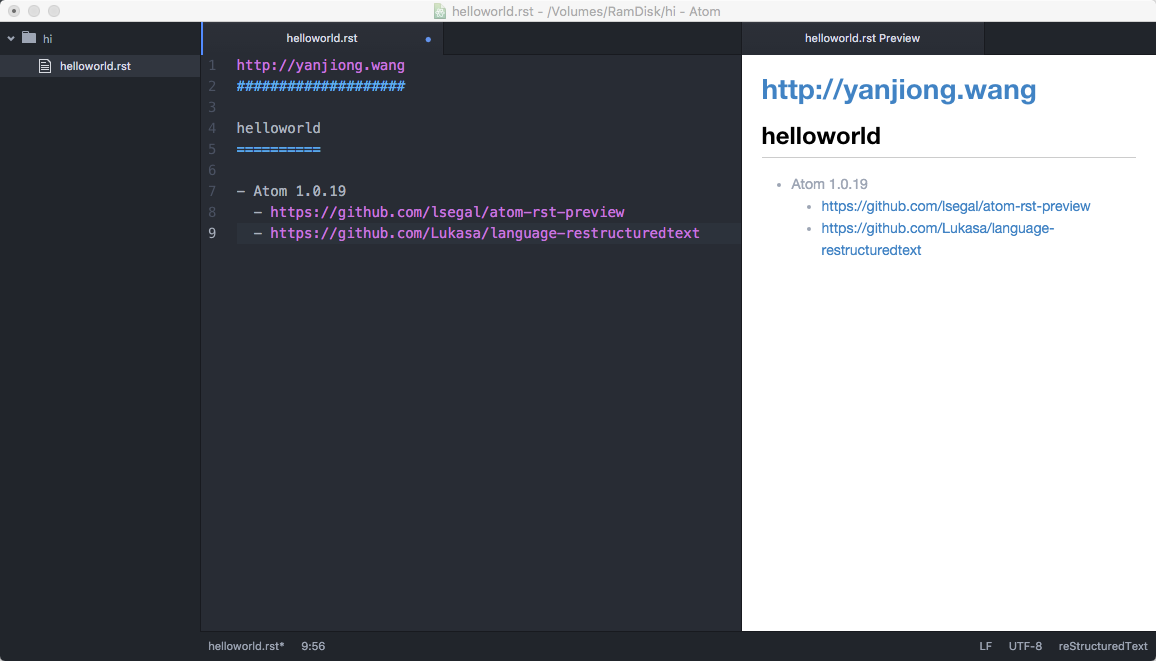 helloworld.rst - /Volumes/RamDisk/hi - Atom
hi
helloworld.rst
helloworld.rst
helloworld.rst Preview
1 http://yanjiong.wang
2 ####################
3
4 helloworld
5 ==========
6
7 - Atom 1.0.19
8   - https://github.com/lsegal/atom-rst-preview
9   - https://github.com/Lukasa/language-restructuredtext
http://yanjiong.wang
helloworld
• Atom 1.0.19
• https://github.com/lsegal/atom-rst-preview
• https://github.com/Lukasa/language-
restructuredtext
helloworld.rst* 9:56
LF UTF-8 reStructuredText